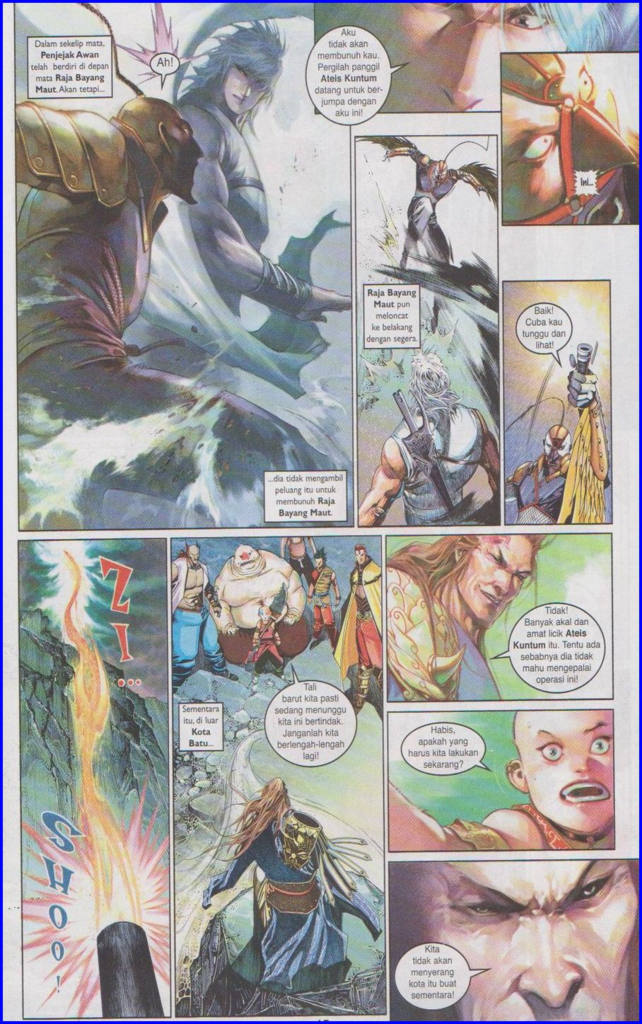 Dalam sekelip mata,
Penjejak Awan
telah berdiri di depan
mata Raja Bayang
Maut. Akan tetapi...
Ah!
...dia tidak mengambil
peluang itu untuk
membunuh Raja
Bayang Maut.
Aku
tidak akan
membunuh kau.
Pergilah panggil
Ateis Kuntum
datang untuk ber-
jumpa dengan
aku ini!
Ini...
Raja Bayang
Maut pun
meloncat
ke belakang
dengan segera.
Baik!
Cuba kau
tunggu dan
lihat!
ZI...
SHOO!
Sementara
itu, di luar
Kota
Batu...
Tali
barut kita pasti
sedang menunggu
kita ini bertindak.
Janganlah kita
berlengah-lengah
lagi!
Tidak!
Banyak akal dan
amat licik Ateis
Kuntum itu. Tentu ada
sebabnya dia tidak
mahu mengepalai
operasi ini!
Habis,
apakah yang
harus kita lakukan
sekarang?
Kita
tidak akan
menyerang
kota itu buat
sementara!